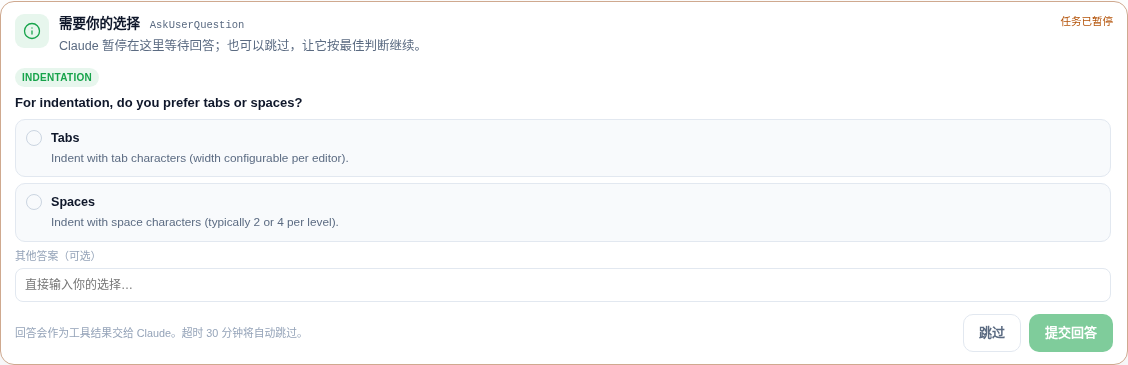 需要你的选择 AskUserQuestion
任务已暂停
Claude 暂停在这里等待回答；也可以跳过，让它按最佳判断继续。
INDENTATION
For indentation, do you prefer tabs or spaces?
Tabs
Indent with tab characters (width configurable per editor).
Spaces
Indent with space characters (typically 2 or 4 per level).
其他答案（可选）
直接输入你的选择…
回答会作为工具结果交给 Claude。超时 30 分钟将自动跳过。
跳过
提交回答